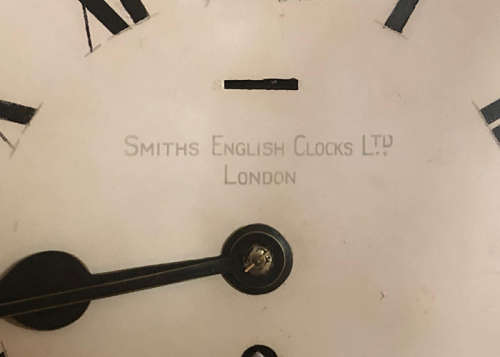 SMITHS ENGLISH CLOCKS LTD.
LONDON